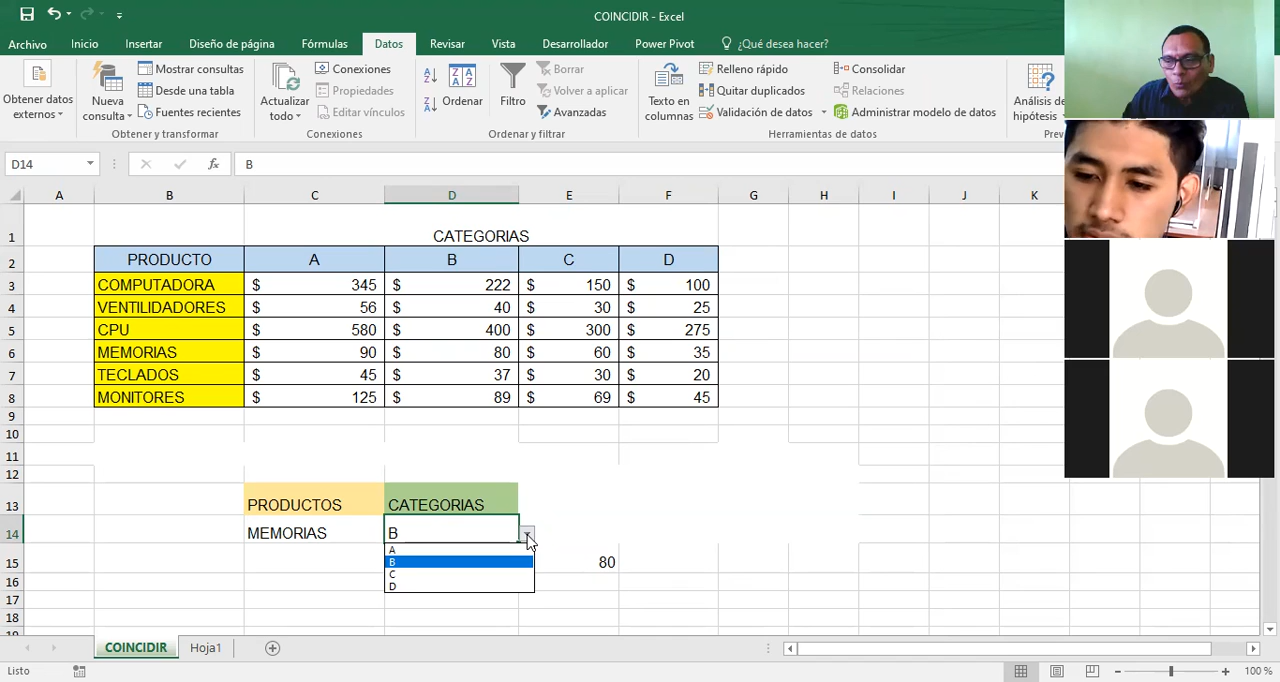 COINCIDIR - Excel
Archivo Inicio Insertar Diseño de página Fórmulas Datos Revisar Vista Desarrollador Power Pivot ¿Qué desea hacer?
Obtener datos externos
Nueva consulta
Mostrar consultas
Desde una tabla
Fuentes recientes
Obtener y transformar
Actualizar todo
Conexiones
Propiedades
Editar vínculos
Conexiones
Ordenar
Filtro
Borrar
Volver a aplicar
Avanzadas
Ordenar y filtrar
Texto en columnas
Relleno rápido
Quitar duplicados
Validación de datos
Consolidar
Relaciones
Administrar modelo de datos
Herramientas de datos
Análisis de hipótesis
D14 fx B
A B C D E F G H I J K
1 CATEGORIAS
2 PRODUCTO A B C D
3 COMPUTADORA $ 345 $ 222 $ 150 $ 100
4 VENTILIDADORES $ 56 $ 40 $ 30 $ 25
5 CPU $ 580 $ 400 $ 300 $ 275
6 MEMORIAS $ 90 $ 80 $ 60 $ 35
7 TECLADOS $ 45 $ 37 $ 30 $ 20
8 MONITORES $ 125 $ 89 $ 69 $ 45
9
10
11
12
13 PRODUCTOS CATEGORIAS
14 MEMORIAS B
A
B
C
D
15 80
16
17
18
COINCIDIR Hoja1
Listo 100 %